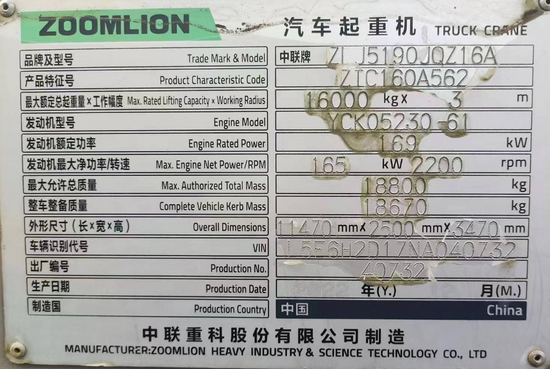 ZOOMLION 汽车起重机 TRUCK CRANE
品牌及型号 Trade Mark & Model 中联牌 ZLJ5190JQZ16A
产品特征号 Product Characteristic Code ZTC160A562
最大额定总起重量×工作幅度 Max. Rated Lifting Capacity × Working Radius 16000 kg× 3 m
发动机型号 Engine Model YCK05230-61
发动机额定功率 Engine Rated Power 169 kW
发动机最大净功率/转速 Max. Engine Net Power/RPM 165 kW 2200 rpm
最大允许总质量 Max. Authorized Total Mass 18800 kg
整车整备质量 Complete Vehicle Kerb Mass 18670 kg
外形尺寸(长×宽×高) Overall Dimensions 11470 mm× 2500 mm× 3470 mm
车辆识别代号 VIN L5E6H2D17NA040732
出厂编号 Production No. 40732
生产日期 Production Date 年(Y.) 月(M.)
制造国 Production Country 中国 China
中联重科股份有限公司制造
MANUFACTURER:ZOOMLION HEAVY INDUSTRY & SCIENCE TECHNOLOGY CO., LTD